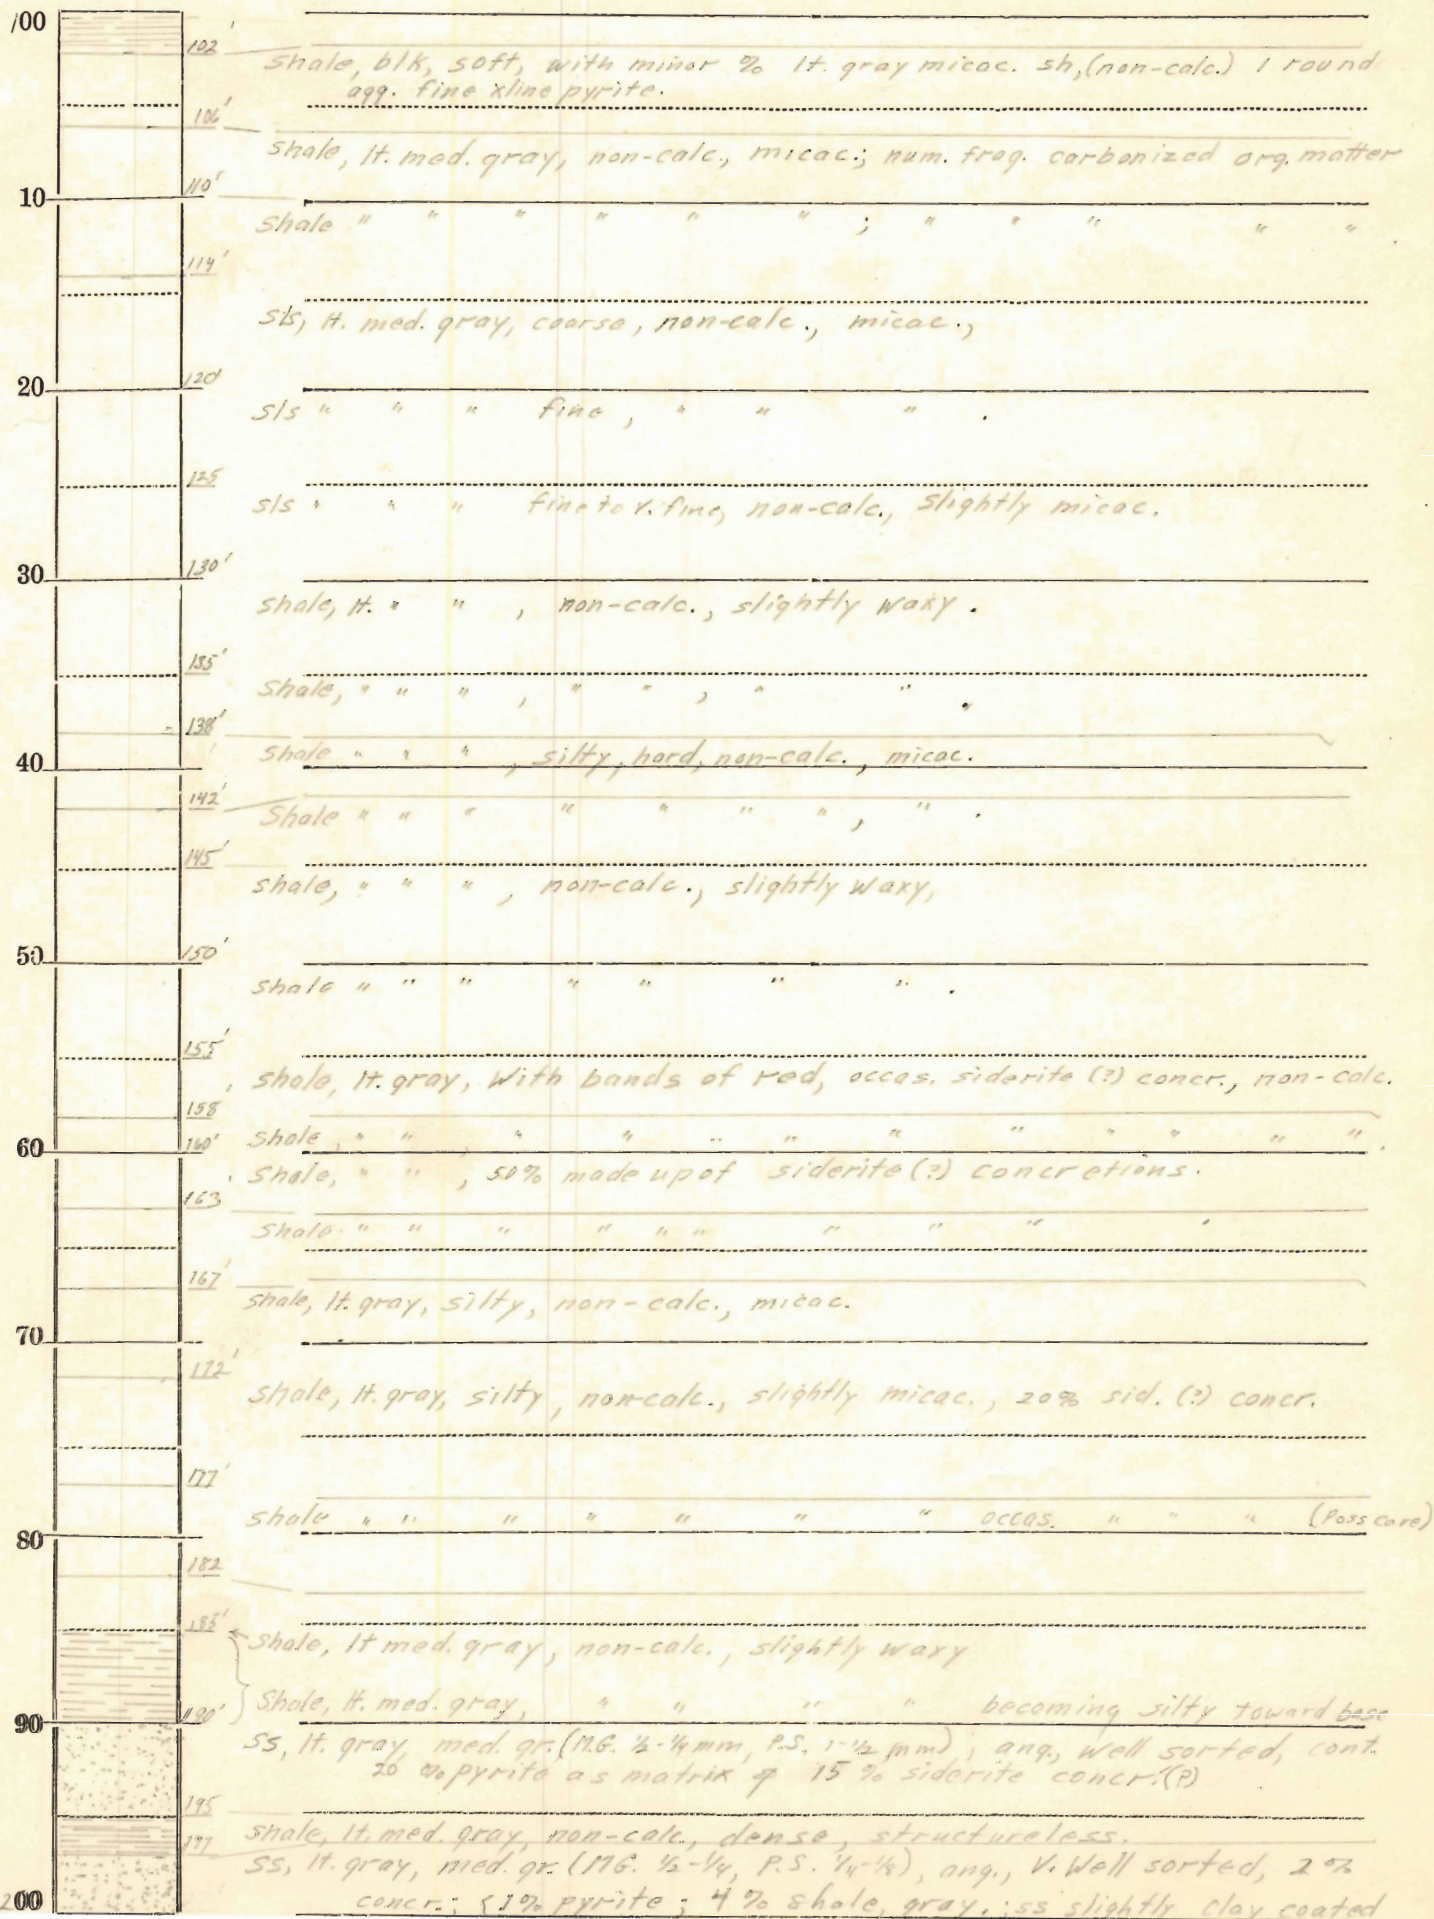 100
102'
shale, blk, soft, with minor % lt. gray micac. sh, (non-calc.) 1 round
agg. fine xline pyrite.
106'
shale, lt. med. gray, non-calc., micac.; num. frag. carbonized org. matter
10 110'
Shale " " " " " " ; " " " " " .
114'
sls, lt. med. gray, coarse, non-calc., micac.,
20 120'
sls " " " fine, " " " .
125
sls " " " fine to v. fine, non-calc., slightly micac.
30 130'
shale, lt. " " , non-calc., slightly waxy .
135'
Shale, " " " , " " , " " .
138'
Shale " " " , silty, hard, non-calc., micac.
40
142'
Shale " " " " " " " , " .
145'
shale, " " " , non-calc., slightly waxy,
50 150'
shale " " " " " " " .
155'
shale, lt. gray, with bands of red, occas. siderite (?) concr., non-calc.
158'
shale, " " " " " " " " " " " " .
60 160'
Shale, " " , 50% made up of siderite (?) concretions.
163'
Shale " " " " " " " " " .
167'
shale, lt. gray, silty, non-calc., micac.
70
172'
shale, lt. gray, silty, non-calc., slightly micac., 20% sid. (?) concr.
177'
shale " " " " " " " occas. " " " (Poss cave)
80
182
185'
Shale, lt med. gray, non-calc., slightly waxy
Shale, lt. med. gray, " " " " becoming silty toward base
90 190'
ss, lt. gray, med. gr. (M.G. ½-¼ mm, P.S. 1-½ mm), ang., well sorted, cont.
20 % pyrite as matrix & 15 % siderite concr. (?)
195
shale, lt. med. gray, non-calc., dense, structureless.
197
ss, lt. gray, med. gr. (M.G. ½-¼, P.S. ¼-⅛), ang., V. Well sorted, 2 %
concr.; <1% pyrite; 4 % shale, gray. ; ss slightly clay coated
200